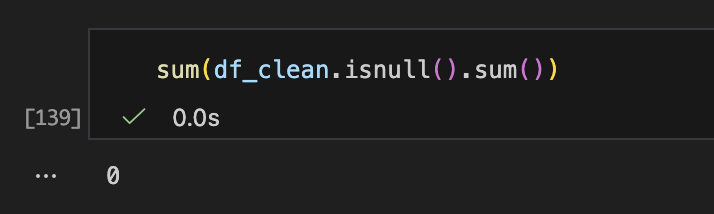 sum(df_clean.isnull().sum())
[139]
0.0s
... 0